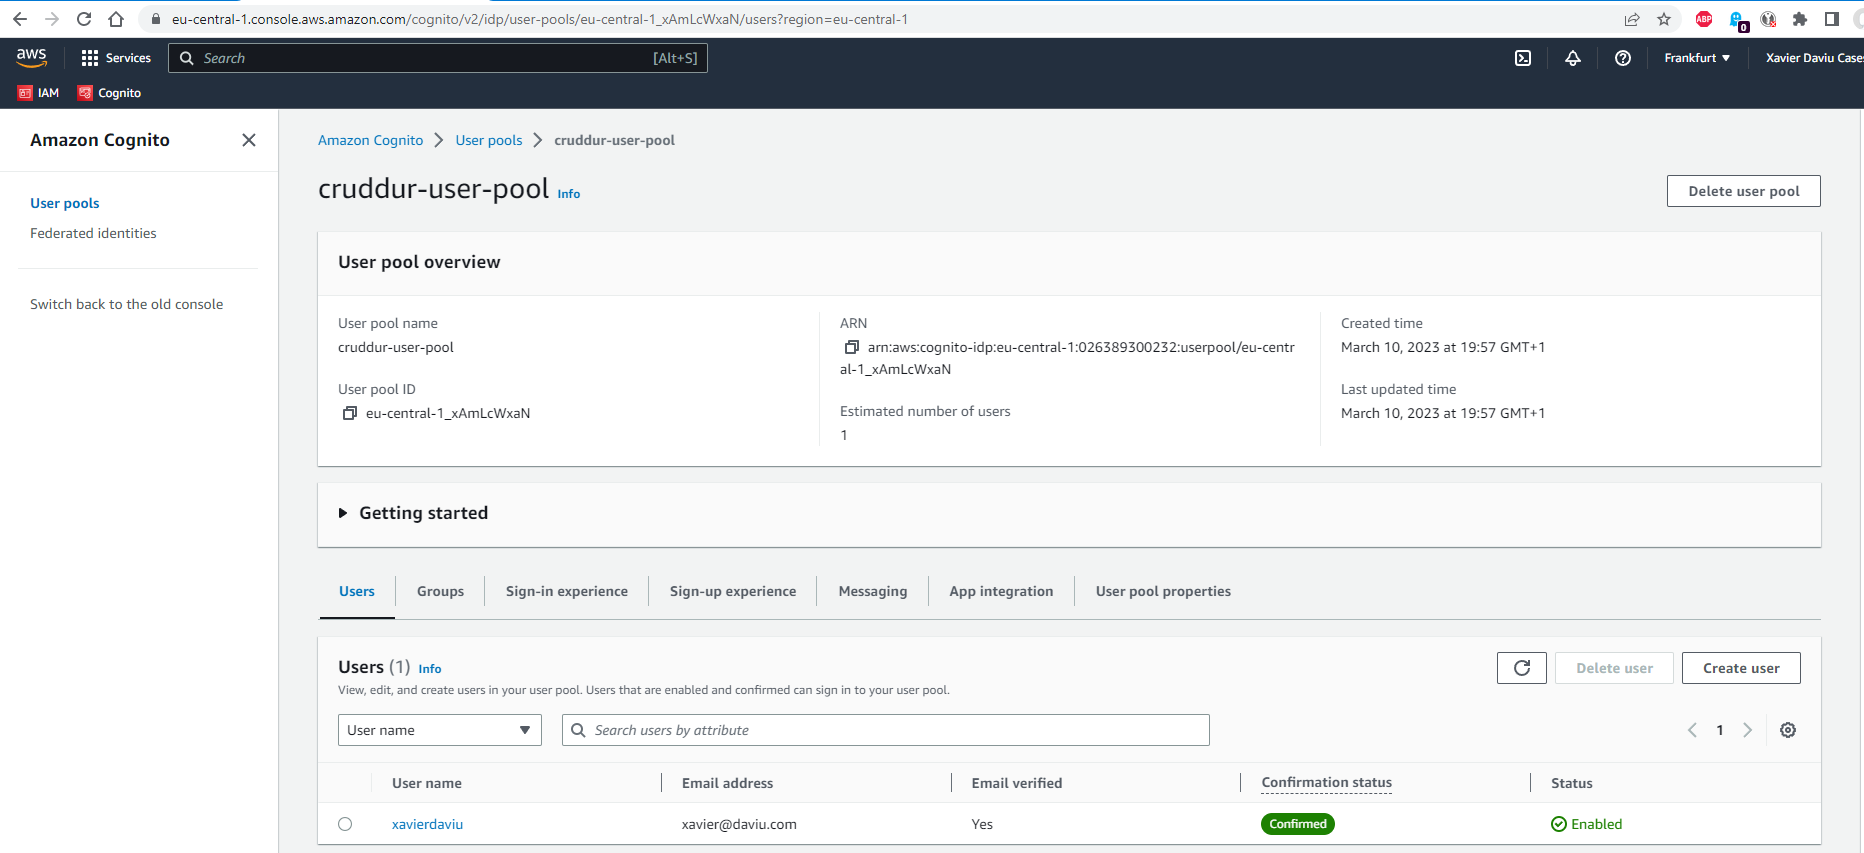 eu-central-1.console.aws.amazon.com/cognito/v2/idp/user-pools/eu-central-1_xAmLcWxaN/users?region=eu-central-1
ABP
0
aws
Services
Search
[Alt+S]
Frankfurt
Xavier Daviu Cases
IAM
Cognito
Amazon Cognito
User pools
Federated identities
Switch back to the old console
Amazon Cognito > User pools > cruddur-user-pool
cruddur-user-pool Info
Delete user pool
User pool overview
User pool name
cruddur-user-pool
User pool ID
eu-central-1_xAmLcWxaN
ARN
arn:aws:cognito-idp:eu-central-1:026389300232:userpool/eu-centr
al-1_xAmLcWxaN
Estimated number of users
1
Created time
March 10, 2023 at 19:57 GMT+1
Last updated time
March 10, 2023 at 19:57 GMT+1
Getting started
Users
Groups
Sign-in experience
Sign-up experience
Messaging
App integration
User pool properties
Users (1) Info
View, edit, and create users in your user pool. Users that are enabled and confirmed can sign in to your user pool.
Delete user
Create user
User name
Search users by attribute
1
User name
Email address
Email verified
Confirmation status
Status
xavierdaviu
xavier@daviu.com
Yes
Confirmed
Enabled